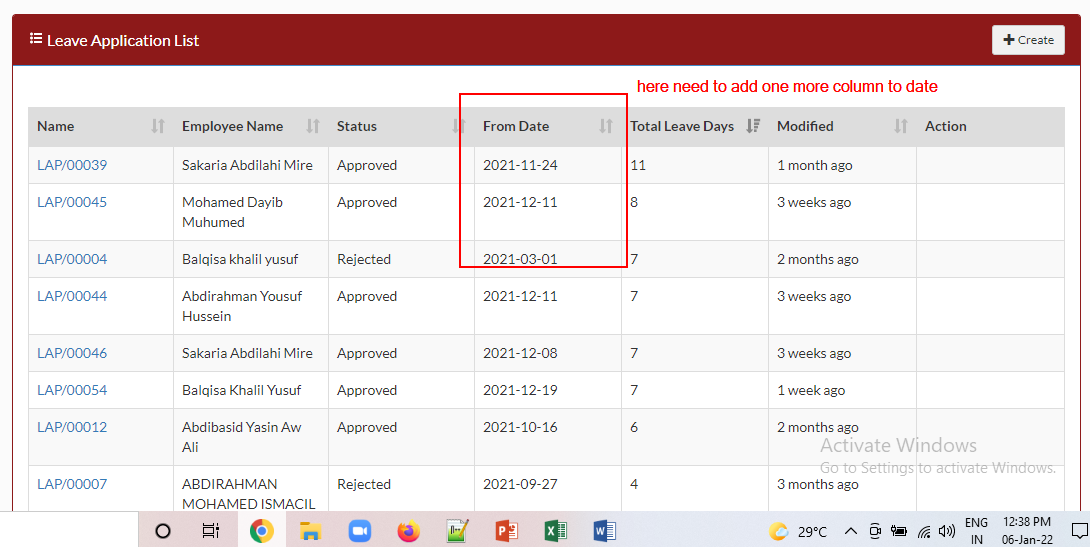 Leave Application List
Create
here need to add one more column to date
Name Employee Name Status From Date Total Leave Days Modified Action
LAP/00039 Sakaria Abdilahi Mire Approved 2021-11-24 11 1 month ago
LAP/00045 Mohamed Dayib Approved 2021-12-11 8 3 weeks ago
Muhumed
LAP/00004 Balqisa khalil yusuf Rejected 2021-03-01 7 2 months ago
LAP/00044 Abdirahman Yousuf Approved 2021-12-11 7 3 weeks ago
Hussein
LAP/00046 Sakaria Abdilahi Mire Approved 2021-12-08 7 3 weeks ago
LAP/00054 Balqisa Khalil Yusuf Approved 2021-12-19 7 1 week ago
LAP/00012 Abdibasid Yasin Aw Approved 2021-10-16 6 2 months ago
Ali
Activate Windows
Go to Settings to activate Windows.
LAP/00007 ABDIRAHMAN Rejected 2021-09-27 4 3 months ago
MOHAMED ISMACIL
29°C ENG 12:38 PM
IN 06-Jan-22